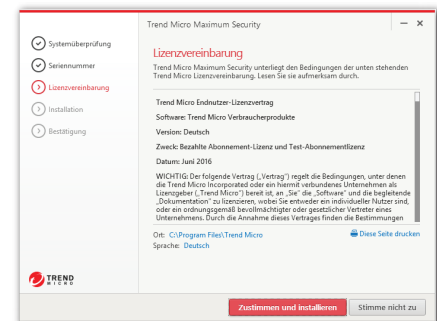 Trend Micro Maximum Security
Systemüberprüfung
Seriennummer
Lizenzvereinbarung
Installation
Bestätigung
Lizenzvereinbarung
Trend Micro Maximum Security unterliegt den Bedingungen der unten stehenden
Trend Micro Lizenzvereinbarung. Lesen Sie sie aufmerksam durch.
Trend Micro Endnutzer-Lizenzvertrag
Software: Trend Micro Verbraucherprodukte
Version: Deutsch
Zweck: Bezahlte Abonnement-Lizenz und Test-Abonnementlizenz
Datum: Juni 2016
WICHTIG: Der folgende Vertrag („Vertrag“) regelt die Bedingungen, unter denen
die Trend Micro Incorporated oder ein hiermit verbundenes Unternehmen als
Lizenzgeber („Trend Micro“) bereit ist, an „Sie“ die „Software“ und die begleitende
„Dokumentation“ zu lizenzieren, wobei Sie entweder ein individueller Nutzer sind,
oder ein ordnungsgemäß bevollmächtigter oder gesetzlicher Vertreter eines
Unternehmens. Durch die Annahme dieses Vertrages finden die Bestimmungen
Ort: C:\Program Files\Trend Micro
Diese Seite drucken
Sprache: Deutsch
TREND
MICRO
Zustimmen und installieren
Stimme nicht zu